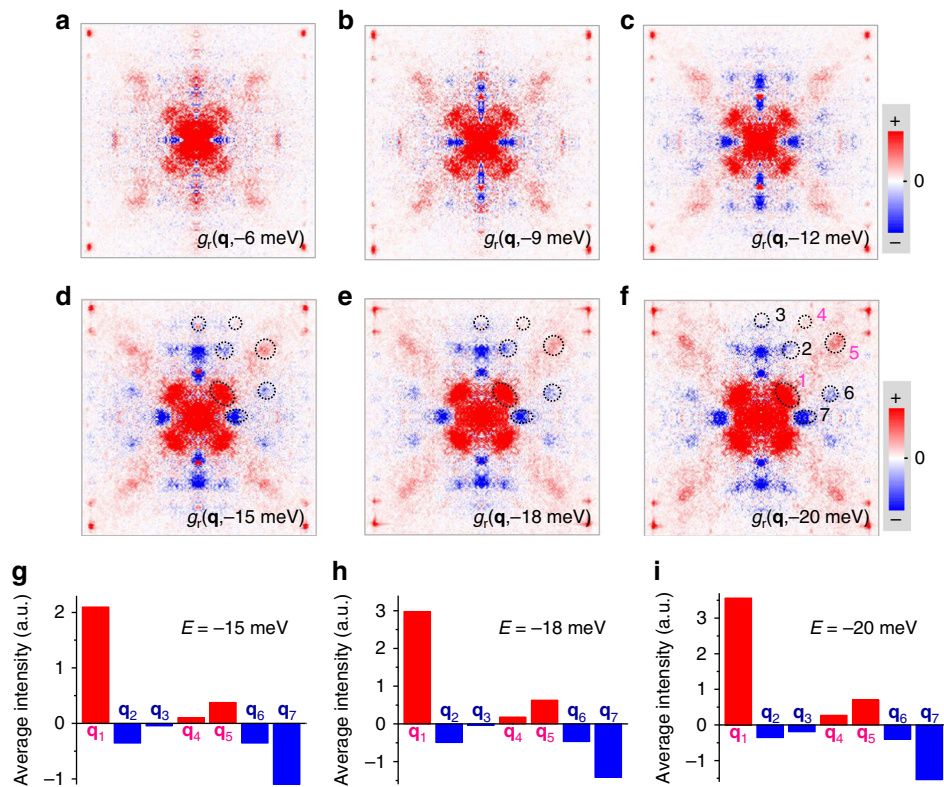 a
b
c
g_r(q,–6 meV)
g_r(q,–9 meV)
g_r(q,–12 meV)
+
0
–
d
e
f
3
4
2
5
1
6
7
g_r(q,–15 meV)
g_r(q,–18 meV)
g_r(q,–20 meV)
+
0
–
g
h
i
Average intensity (a.u.)
2
1
0
–1
E = –15 meV
q1
q2
q3
q4
q5
q6
q7
Average intensity (a.u.)
3
2
1
0
–1
E = –18 meV
q1
q2
q3
q4
q5
q6
q7
Average intensity (a.u.)
3
2
1
0
–1
E = –20 meV
q1
q2
q3
q4
q5
q6
q7